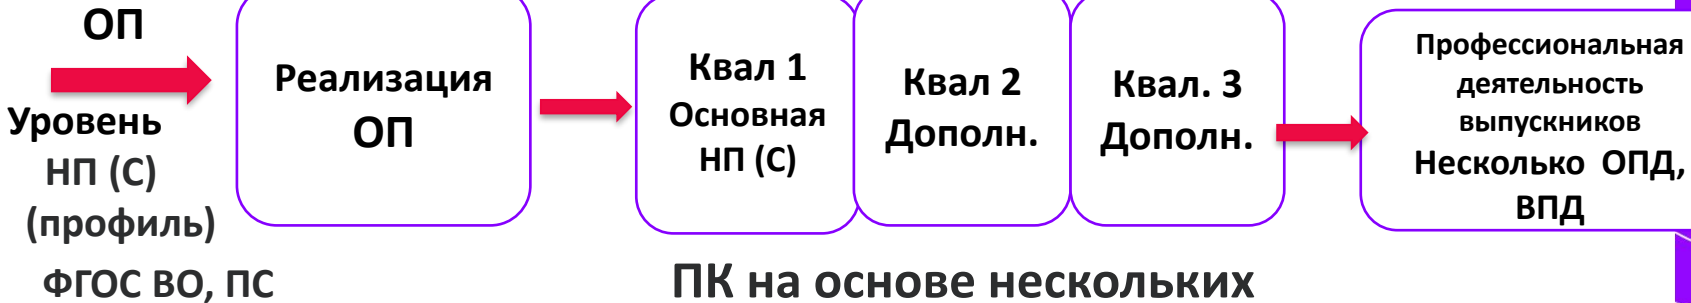 ОП
Уровень
НП (С)
(профиль)
ФГОС ВО, ПС
Реализация
ОП
Квал 1
Основная
НП (С)
Квал 2
Дополн.
Квал. 3
Дополн.
Профессиональная
деятельность
выпускников
Несколько ОПД,
ВПД
ПК на основе нескольких